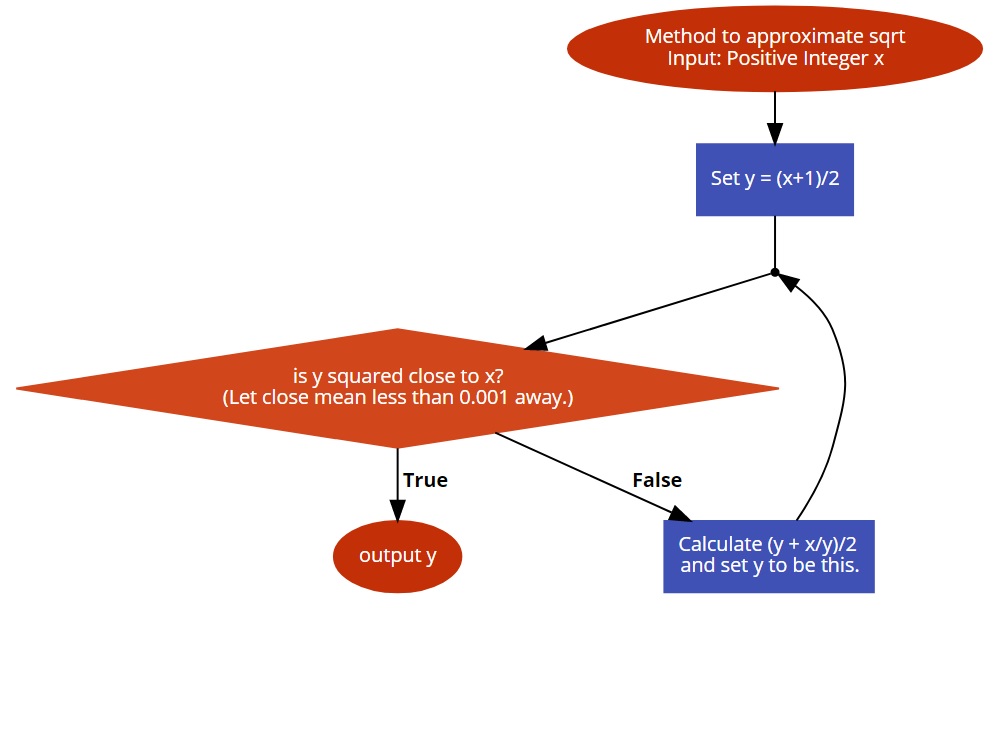 Method to approximate sqrt
Input: Positive Integer x
Set y = (x+1)/2
is y squared close to x?
(Let close mean less than 0.001 away.)
True
False
output y
Calculate (y + x/y)/2
and set y to be this.